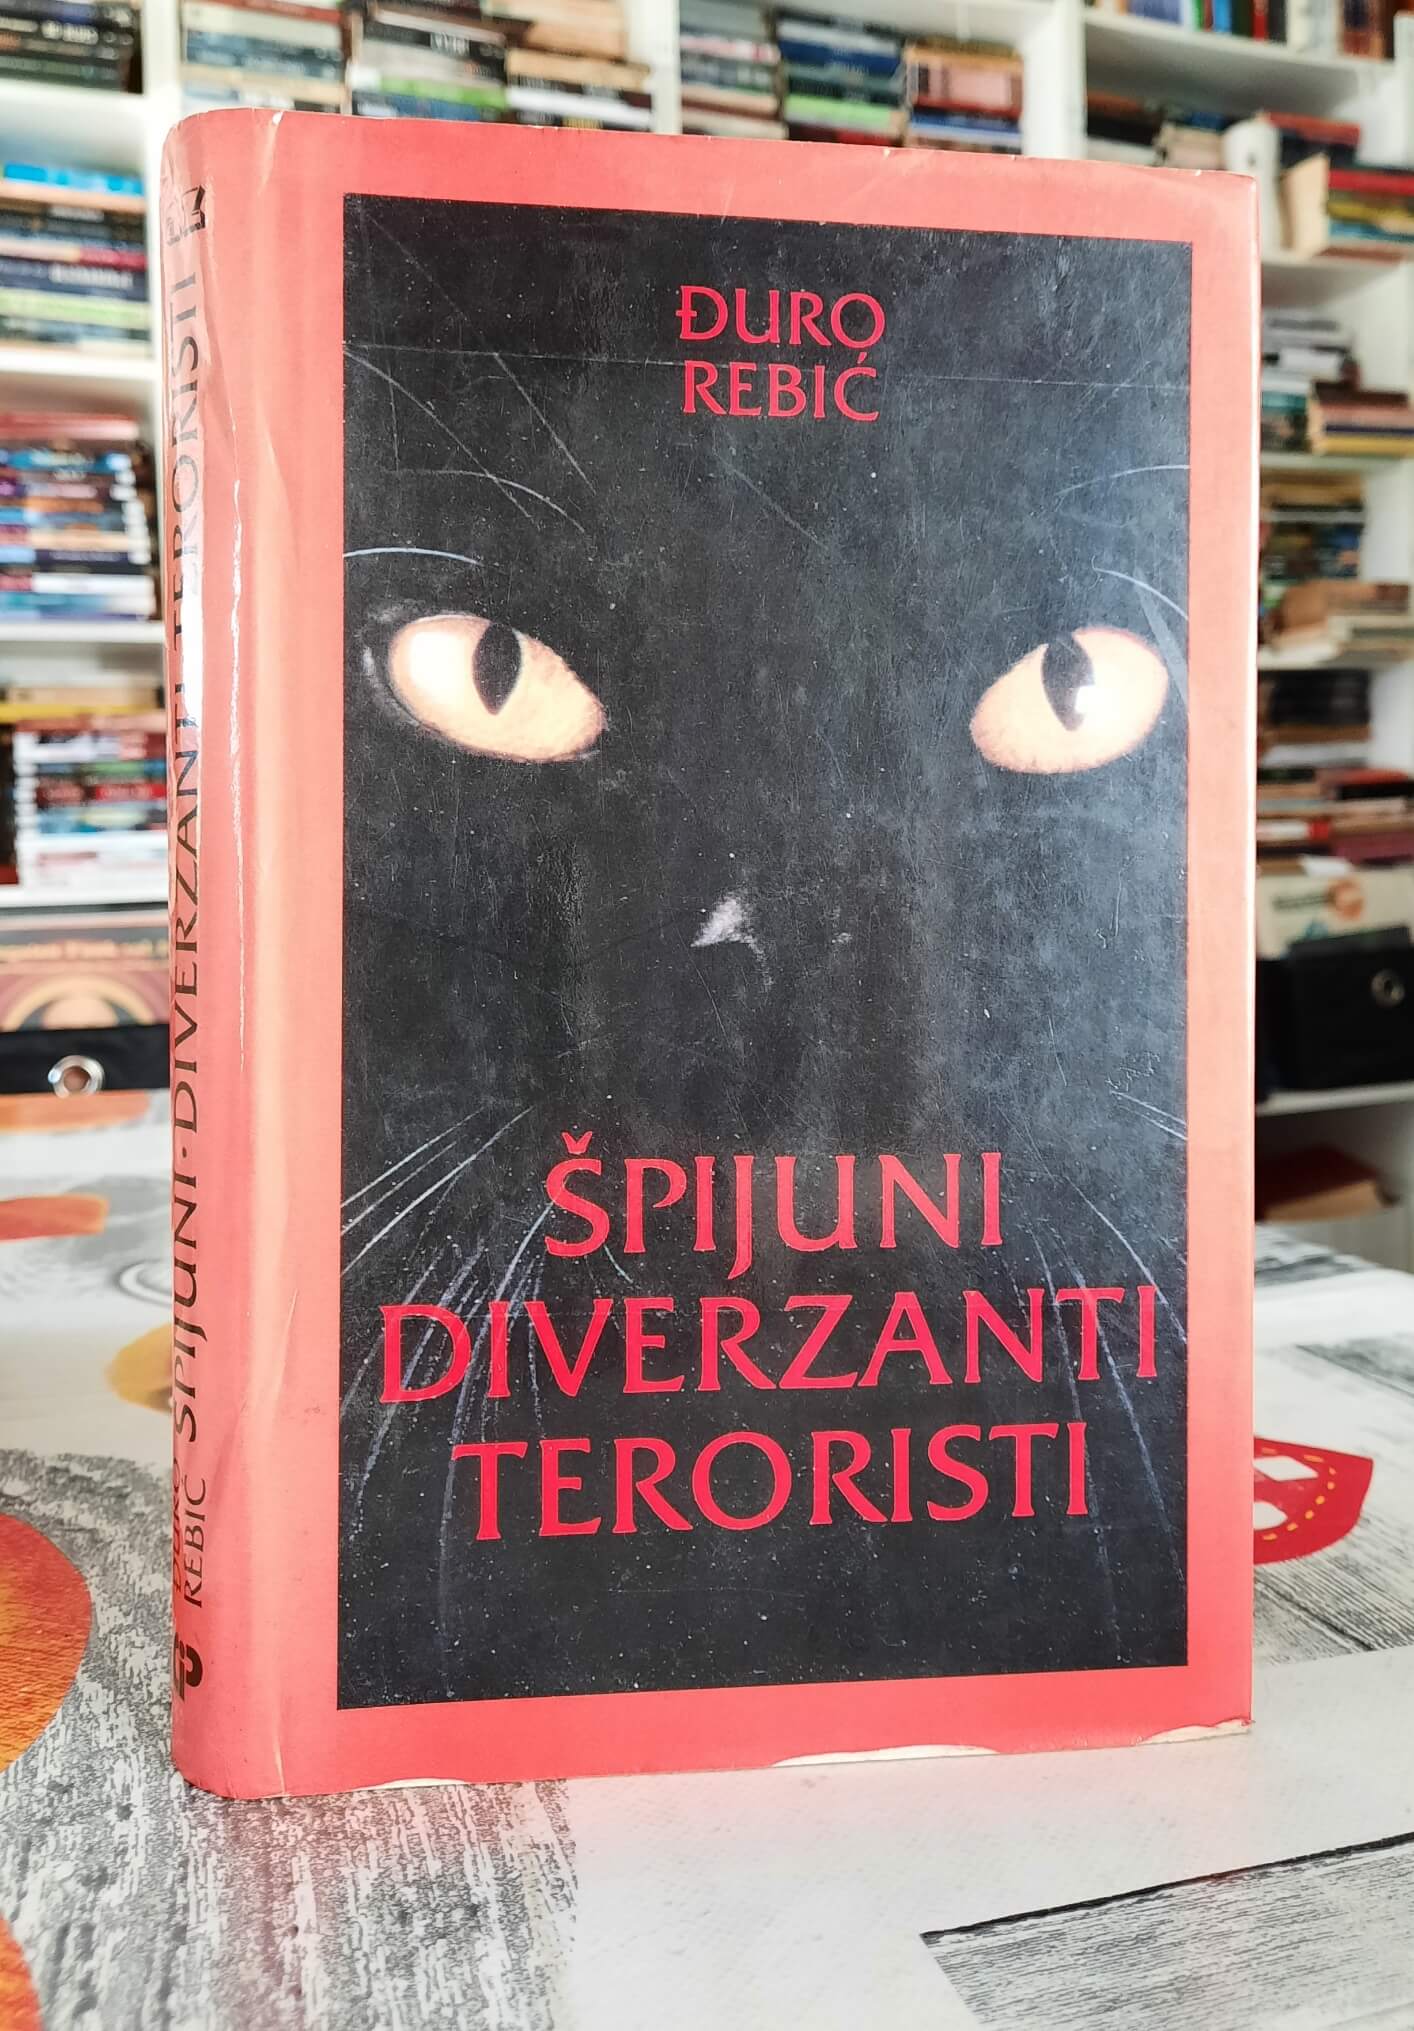 ĐURO
REBIĆ
ŠPIJUNI
DIVERZANTI
TERORISTI
ĐURO
REBIĆ
ŠPIJUNI·DIVERZANTI TERORISTI